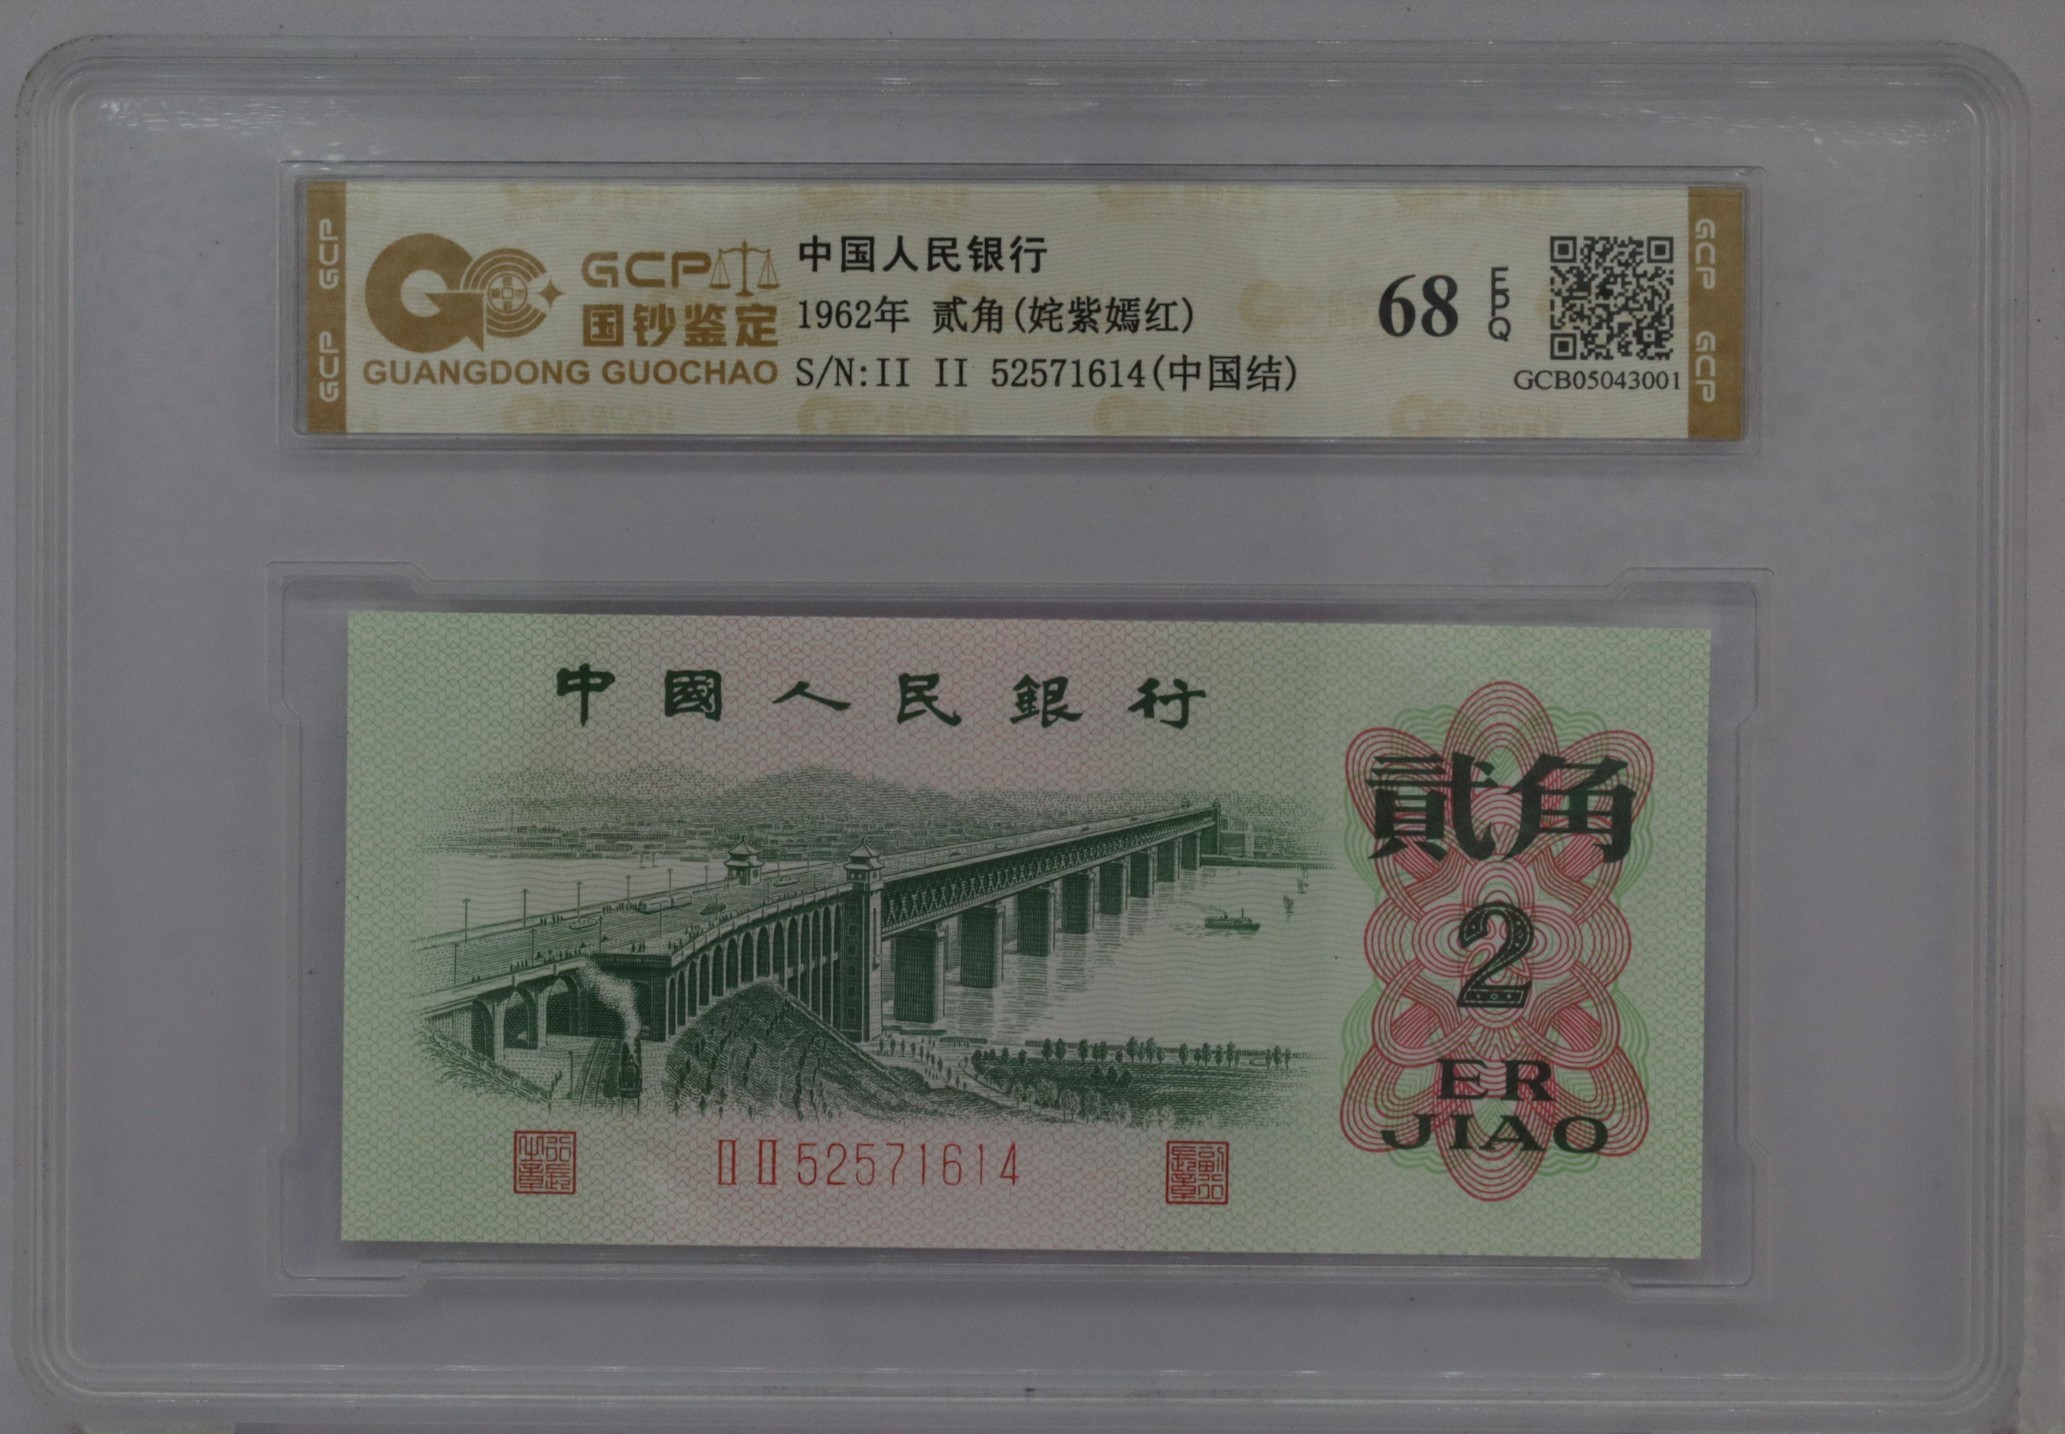 GCP
GCP
GCP
国钞鉴定
GUANGDONG GUOCHAO
中国人民银行
1962年 贰角(姹紫嫣红)
S/N:II II 52571614(中国结)
68
EPQ
GCB05043001
GCP
GCP
中國人民銀行
貳角
2
ER
JIAO
II II 52571614